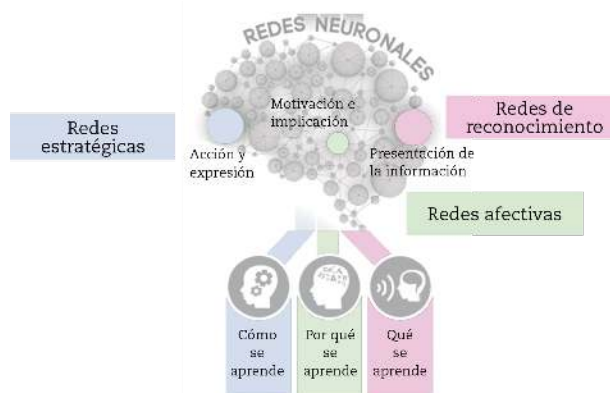 REDES NEURONALES
Motivación e
implicación
Redes
estratégicas
Redes de
reconocimiento
Acción y
expresión
Presentación de
la información
Redes afectivas
Cómo
se
aprende
Por qué
se
aprende
Qué
se
aprende